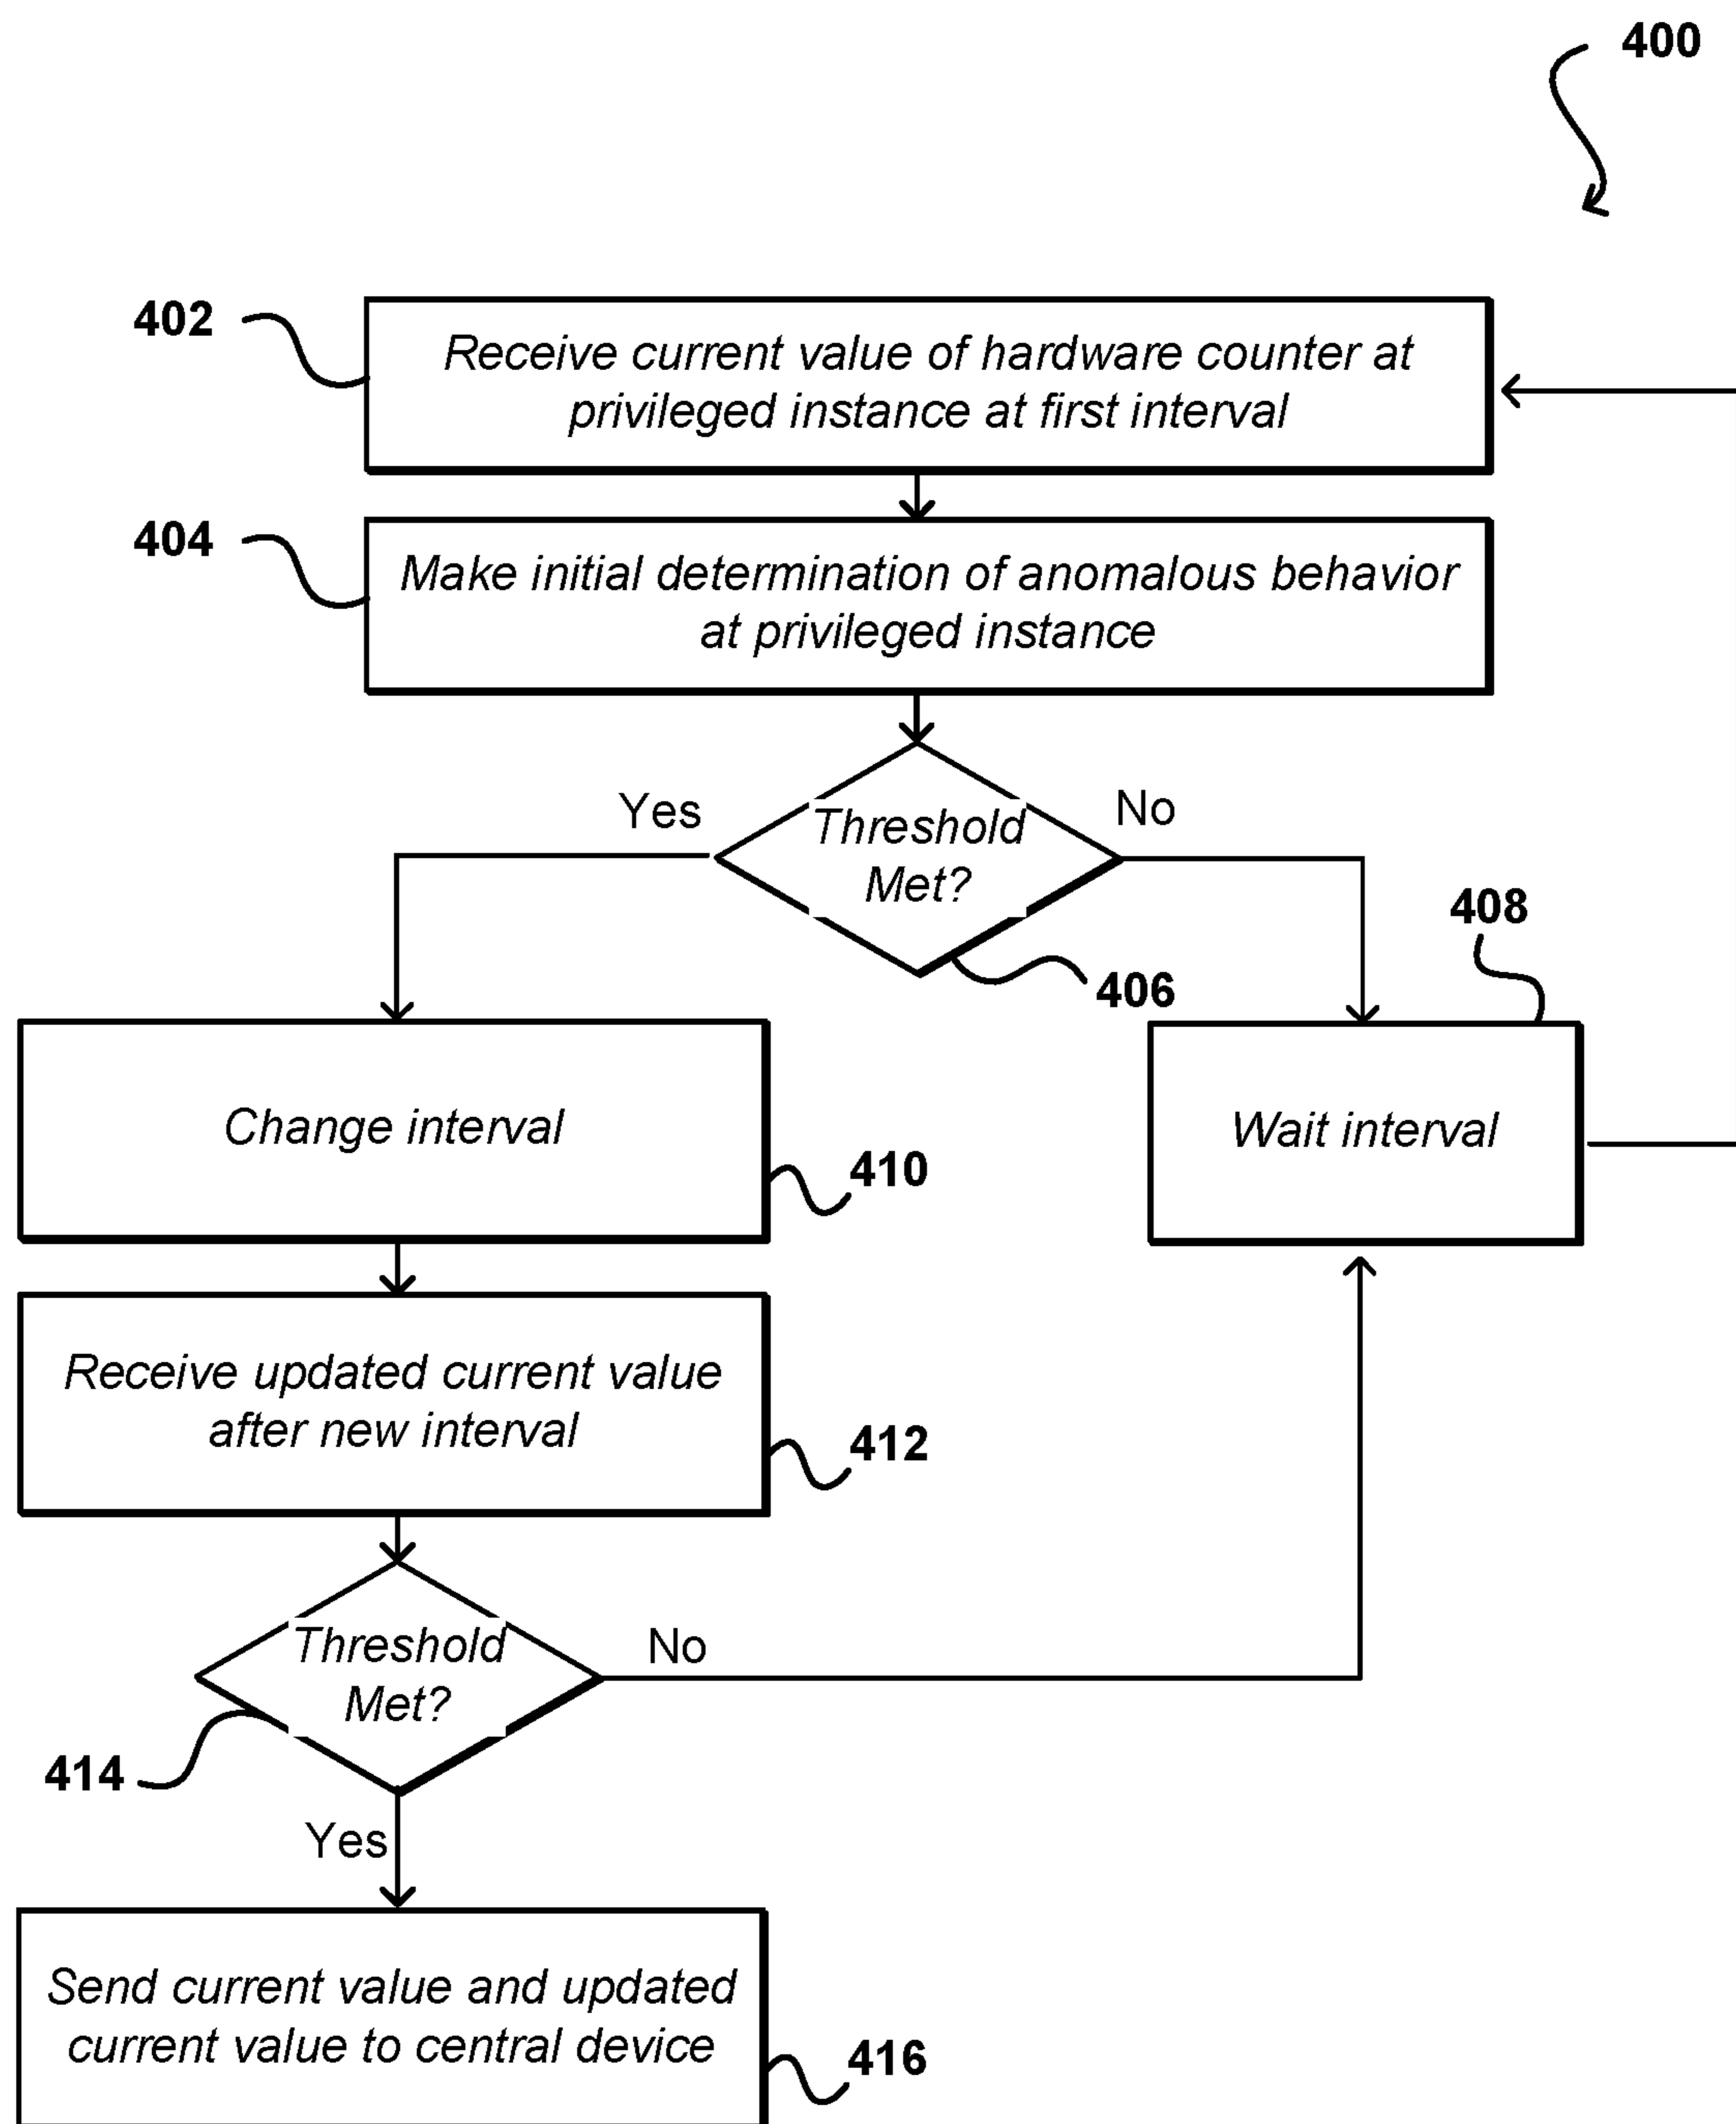 400
402
Receive current value of hardware counter at
privileged instance at first interval
404
Make initial determination of anomalous behavior
at privileged instance
Yes
Threshold
Met?
No
406
408
Change interval
410
Wait interval
Receive updated current value
after new interval
412
Threshold
Met?
No
414
Yes
Send current value and updated
current value to central device
416